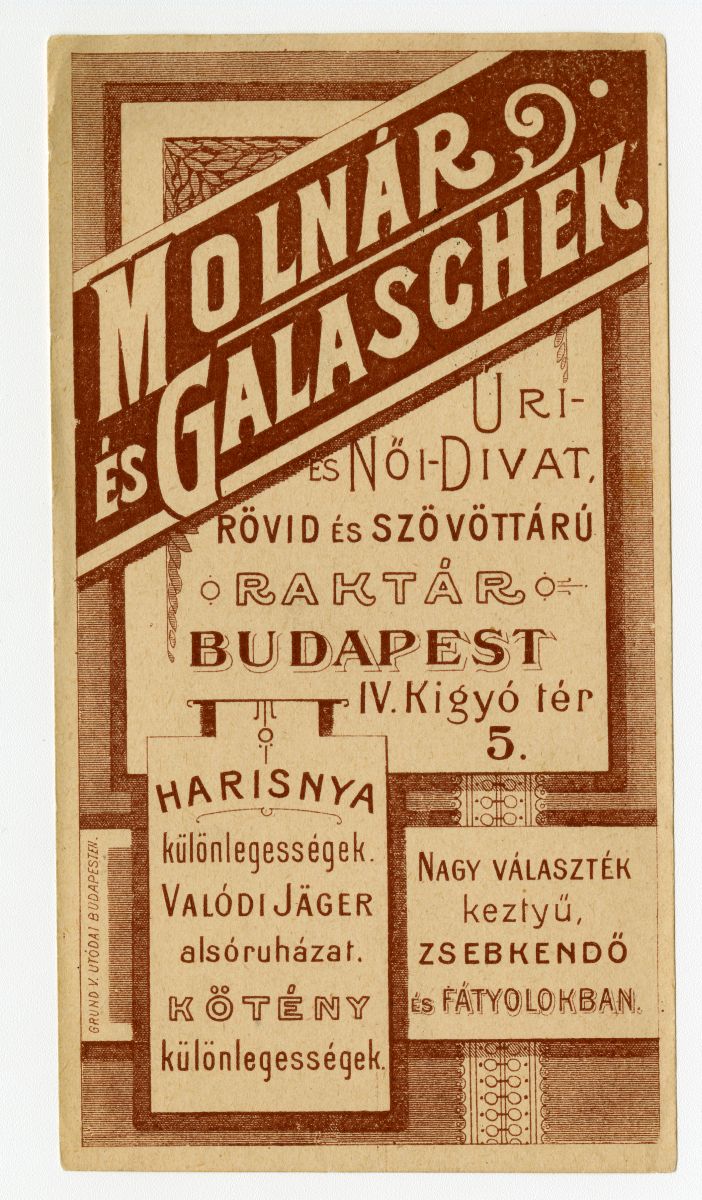 MOLNÁR
ÉS GALASCHEK
ÚRI-
ÉS NŐI-DIVAT,
RÖVID ÉS SZÖVÖTTÁRÚ
RAKTÁR
BUDAPEST
IV. Kigyó tér
5.
HARISNYA
különlegességek.
VALÓDI JÄGER
alsóruházat.
KÖTÉNY
különlegességek.
NAGY VÁLASZTÉK
keztyű,
ZSEBKENDŐ
ÉS FÁTYOLOKBAN.
GRUND V. UTÓDAI BUDAPESTEN.